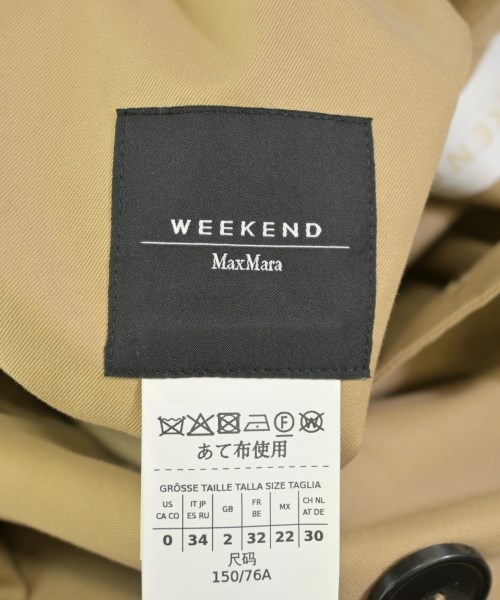 WEEKEND
MaxMara
F W
あて布使用
GRÖSSE TAILLE TALLA SIZE TAGLIA
US CA CO IT JP ES RU GB FR BE MX CH NL AT DE
0 34 2 32 22 30
尺码
150/76A